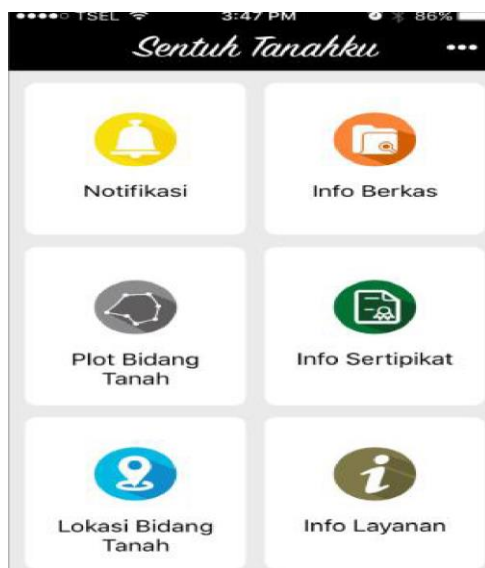 TSEL 3:47 PM 86%
Sentuh Tanahku
Notifikasi
Info Berkas
Plot Bidang
Tanah
Info Sertipikat
Lokasi Bidang
Tanah
Info Layanan